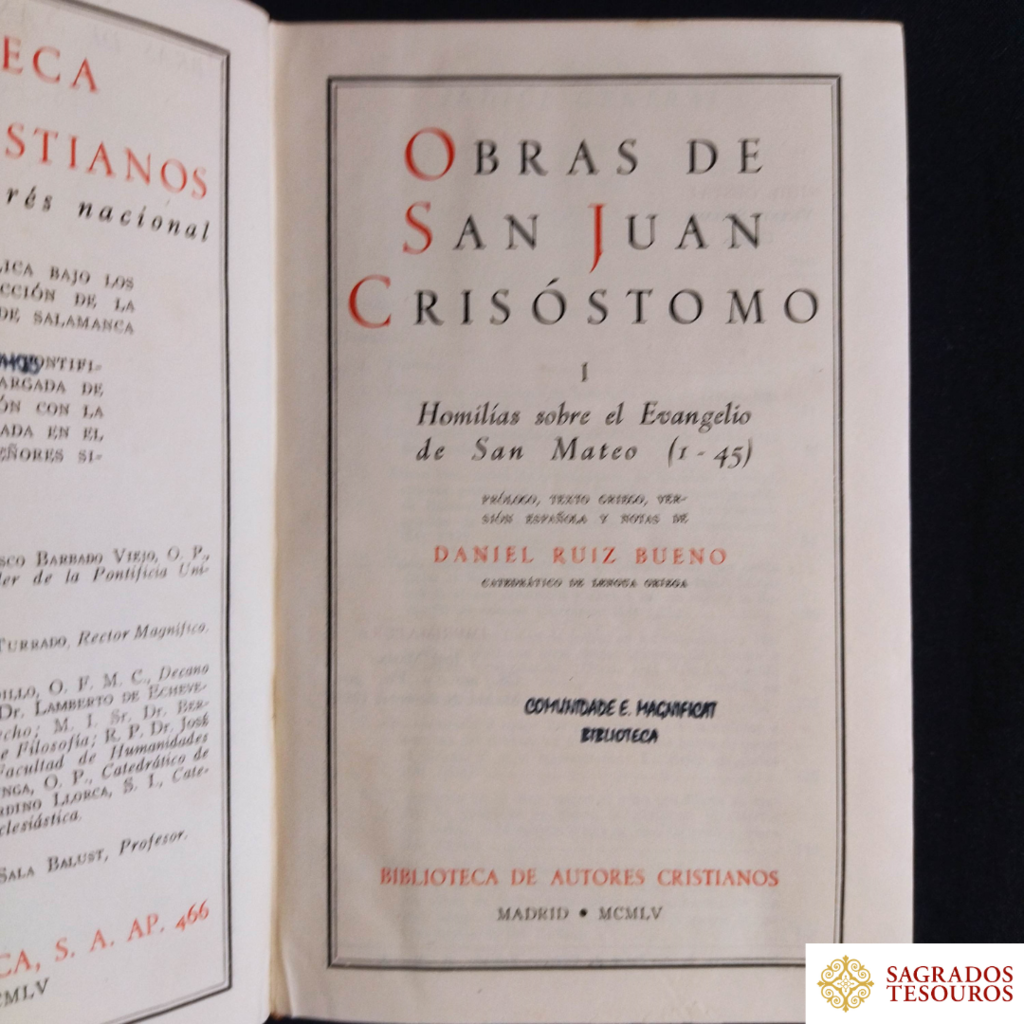 ECA
STIANOS
rés nacional
LICA BAJO LOS
CCIÓN DE LA
DE SALAMANCA
ONTIFI-
ARGADA DE
ÓN CON LA
ADA EN EL
EÑORES SI-
SCO BARBADO VIEJO, O. P.,
ler de la Pontificia Uni-
TURRADO, Rector Magnífico.
DILLO, O. F. M. C., Decano
Dr. LAMBERTO DE ECHEVE-
echo; M. I. Sr. Dr. BER-
e Filosofía; R. P. Dr. JOSÉ
Facultad de Humanidades
NGA, O. P., Catedrático de
RDINO LLORCA, S. I., Cate-
clesiástica.
SALA BALUST, Profesor.
CA, S. A. AP. 466
CMLV
OBRAS DE
SAN JUAN
CRISÓSTOMO
I
Homilías sobre el Evangelio
de San Mateo (1-45)
PRÓLOGO, TEXTO GRIEGO, VER-
SIÓN ESPAÑOLA Y NOTAS DE
DANIEL RUIZ BUENO
CATEDRÁTICO DE LENGUA GRIEGA
COMUNIDADE E. MAGNIFICAT
BIBLIOTECA
BIBLIOTECA DE AUTORES CRISTIANOS
MADRID • MCMLV
SAGRADOS
TESOUROS